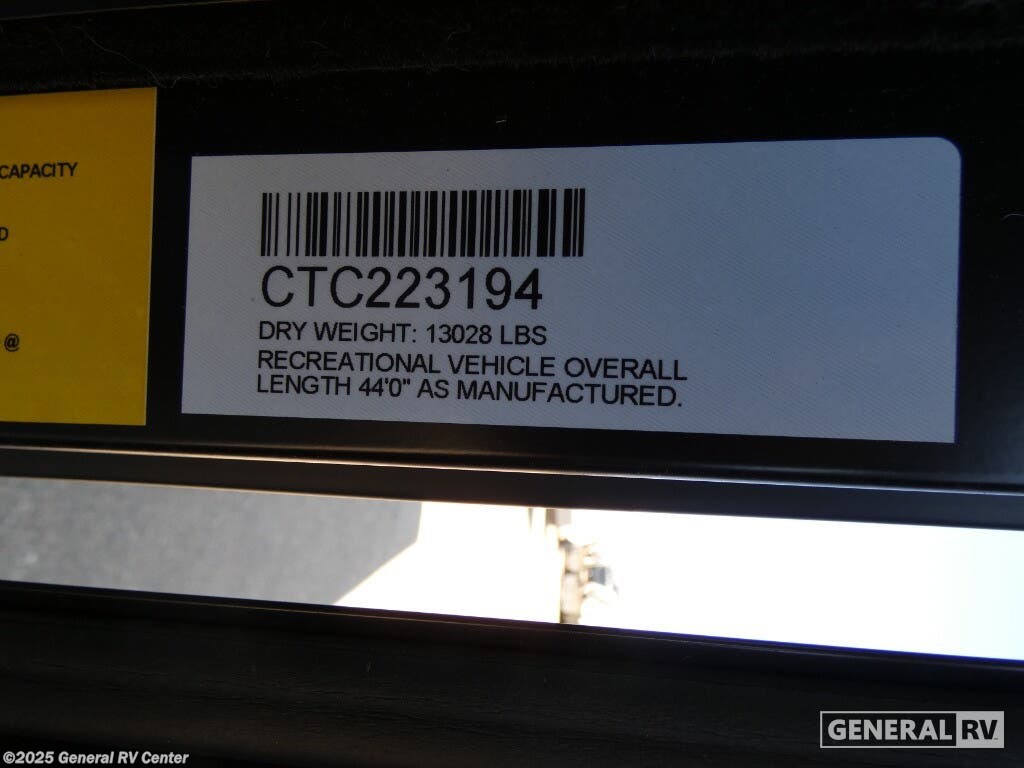 CAPACITY
D
@
CTC223194
DRY WEIGHT: 13028 LBS
RECREATIONAL VEHICLE OVERALL
LENGTH 44'0" AS MANUFACTURED.
GENERAL RV
©2025 General RV Center